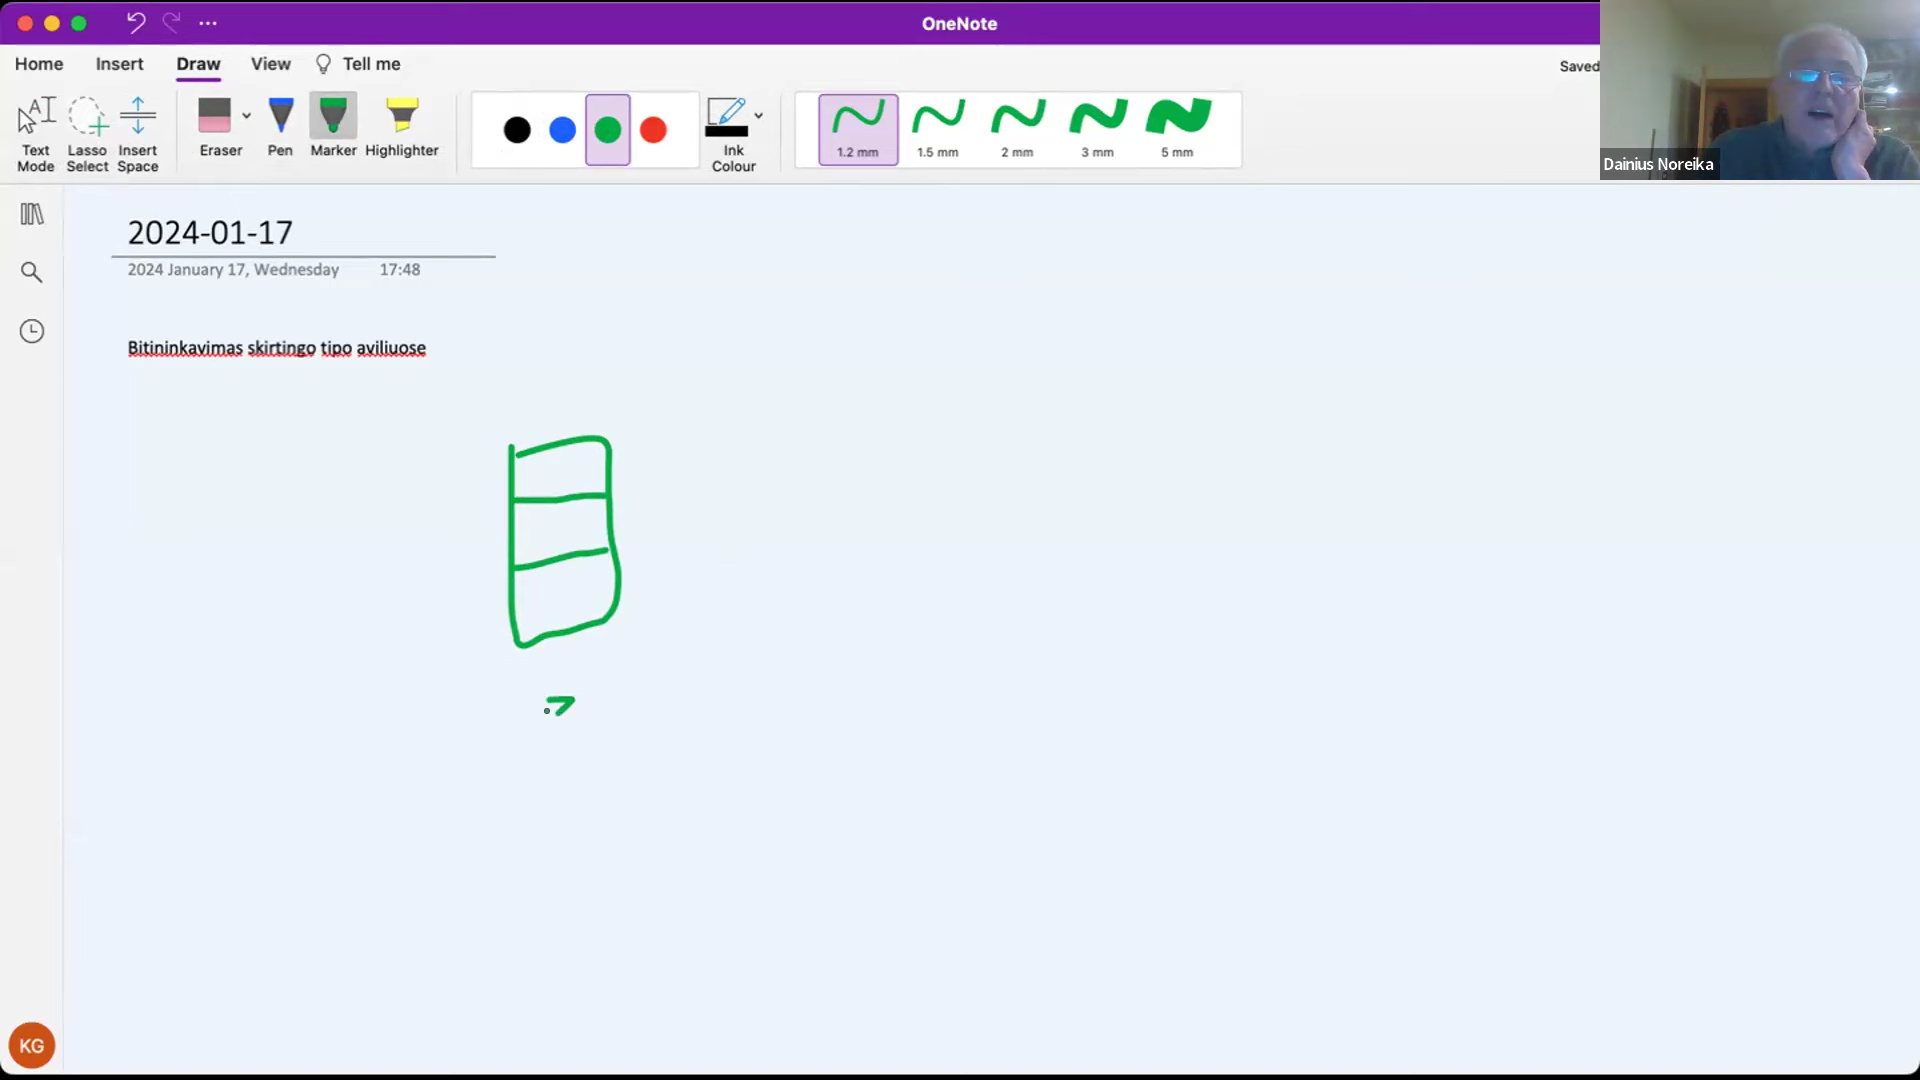 OneNote
Home Insert Draw View Tell me
Saved
Text Mode
Lasso Select
Insert Space
Eraser
Pen
Marker
Highlighter
Ink Colour
1.2 mm
1.5 mm
2 mm
3 mm
5 mm
Dainius Noreika
2024-01-17
2024 January 17, Wednesday 17:48
Bitininkavimas skirtingo tipo aviliuose
KG